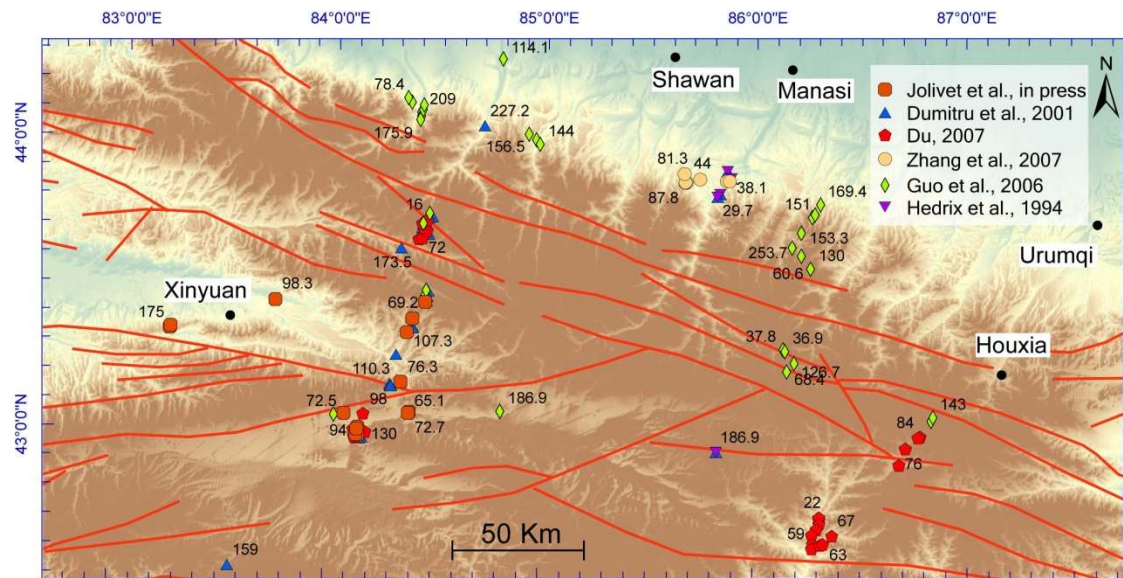 83°0'0"E 84°0'0"E 85°0'0"E 86°0'0"E 87°0'0"E
114.1
Shawan
Manasi
N
Jolivet et al., in press
Dumitru et al., 2001
Du, 2007
Zhang et al., 2007
Guo et al., 2006
Hedrix et al., 1994
78.4
209
227.2
175.9
44°0'0"N
44°0'0"N
156.5
144
81.3
44
87.8
38.1
29.7
169.4
151
153.3
253.7
130
60.6
Urumqi
16
72
173.5
Xinyuan
98.3
175
69.2
107.3
37.8
36.9
126.7
68.4
Houxia
110.3
76.3
72.5
98
65.1
186.9
72.7
94
130
43°0'0"N
43°0'0"N
143
84
76
186.9
22
59
67
63
50 Km
159